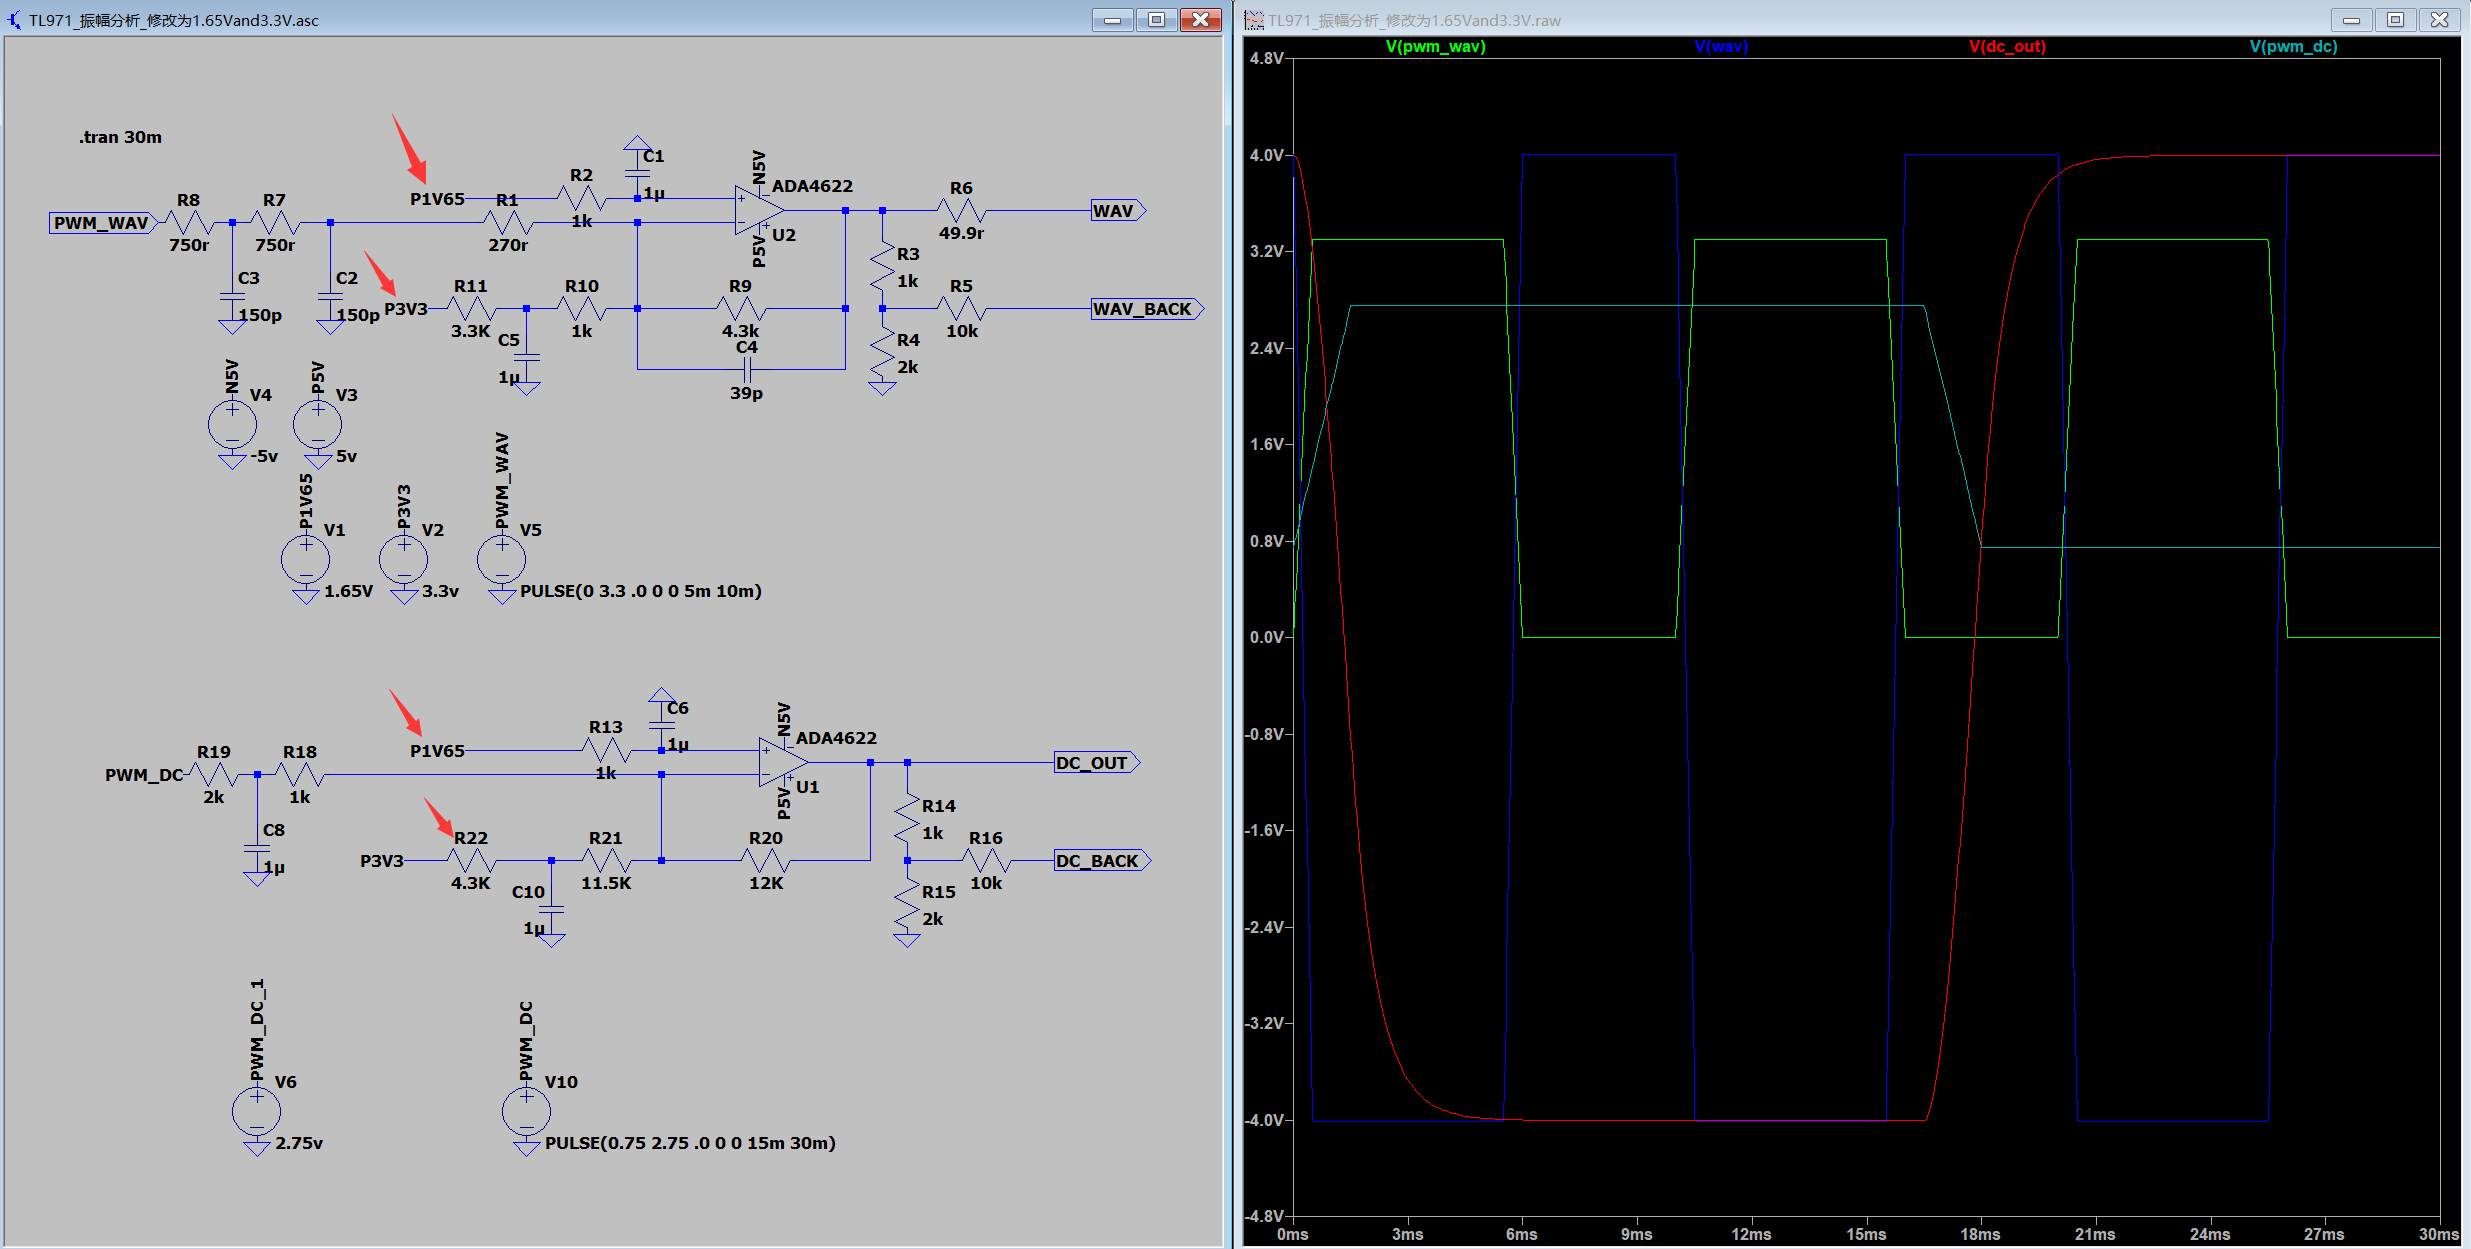 TL971_振幅分析_修改为1.65Vand3.3V.asc
.tran 30m
C1
N5V
ADA4622
R2
P1V65
1µ
R6
R8
R7
R1
WAV
PWM_WAV
1k
U2
49.9r
750r
750r
270r
P5V
R3
C3
C2
1k
R11
R10
R9
R5
150p
150p
P3V3
WAV_BACK
3.3K
1k
4.3k
10k
C5
C4
R4
2k
1µ
39p
N5V
P5V
V4
V3
-5v
5v
P1V65
P3V3
PWM_WAV
V1
V2
V5
1.65V
3.3v
PULSE(0 3.3 .0 0 0 5m 10m)
C6
N5V
R13
ADA4622
1µ
P1V65
R19
R18
DC_OUT
PWM_DC
1k
U1
2k
1k
P5V
R14
C8
1k
R22
R21
R20
R16
1µ
P3V3
DC_BACK
4.3K
11.5K
12K
10k
C10
R15
2k
1µ
PWM_DC_1
PWM_DC
V6
V10
2.75v
PULSE(0.75 2.75 .0 0 0 15m 30m)
TL971_振幅分析_修改为1.65Vand3.3V.raw
V(pwm_wav) V(wav) V(dc_out) V(pwm_dc)
4.8V
4.0V
3.2V
2.4V
1.6V
0.8V
0.0V
-0.8V
-1.6V
-2.4V
-3.2V
-4.0V
-4.8V
0ms 3ms 6ms 9ms 12ms 15ms 18ms 21ms 24ms 27ms 30ms